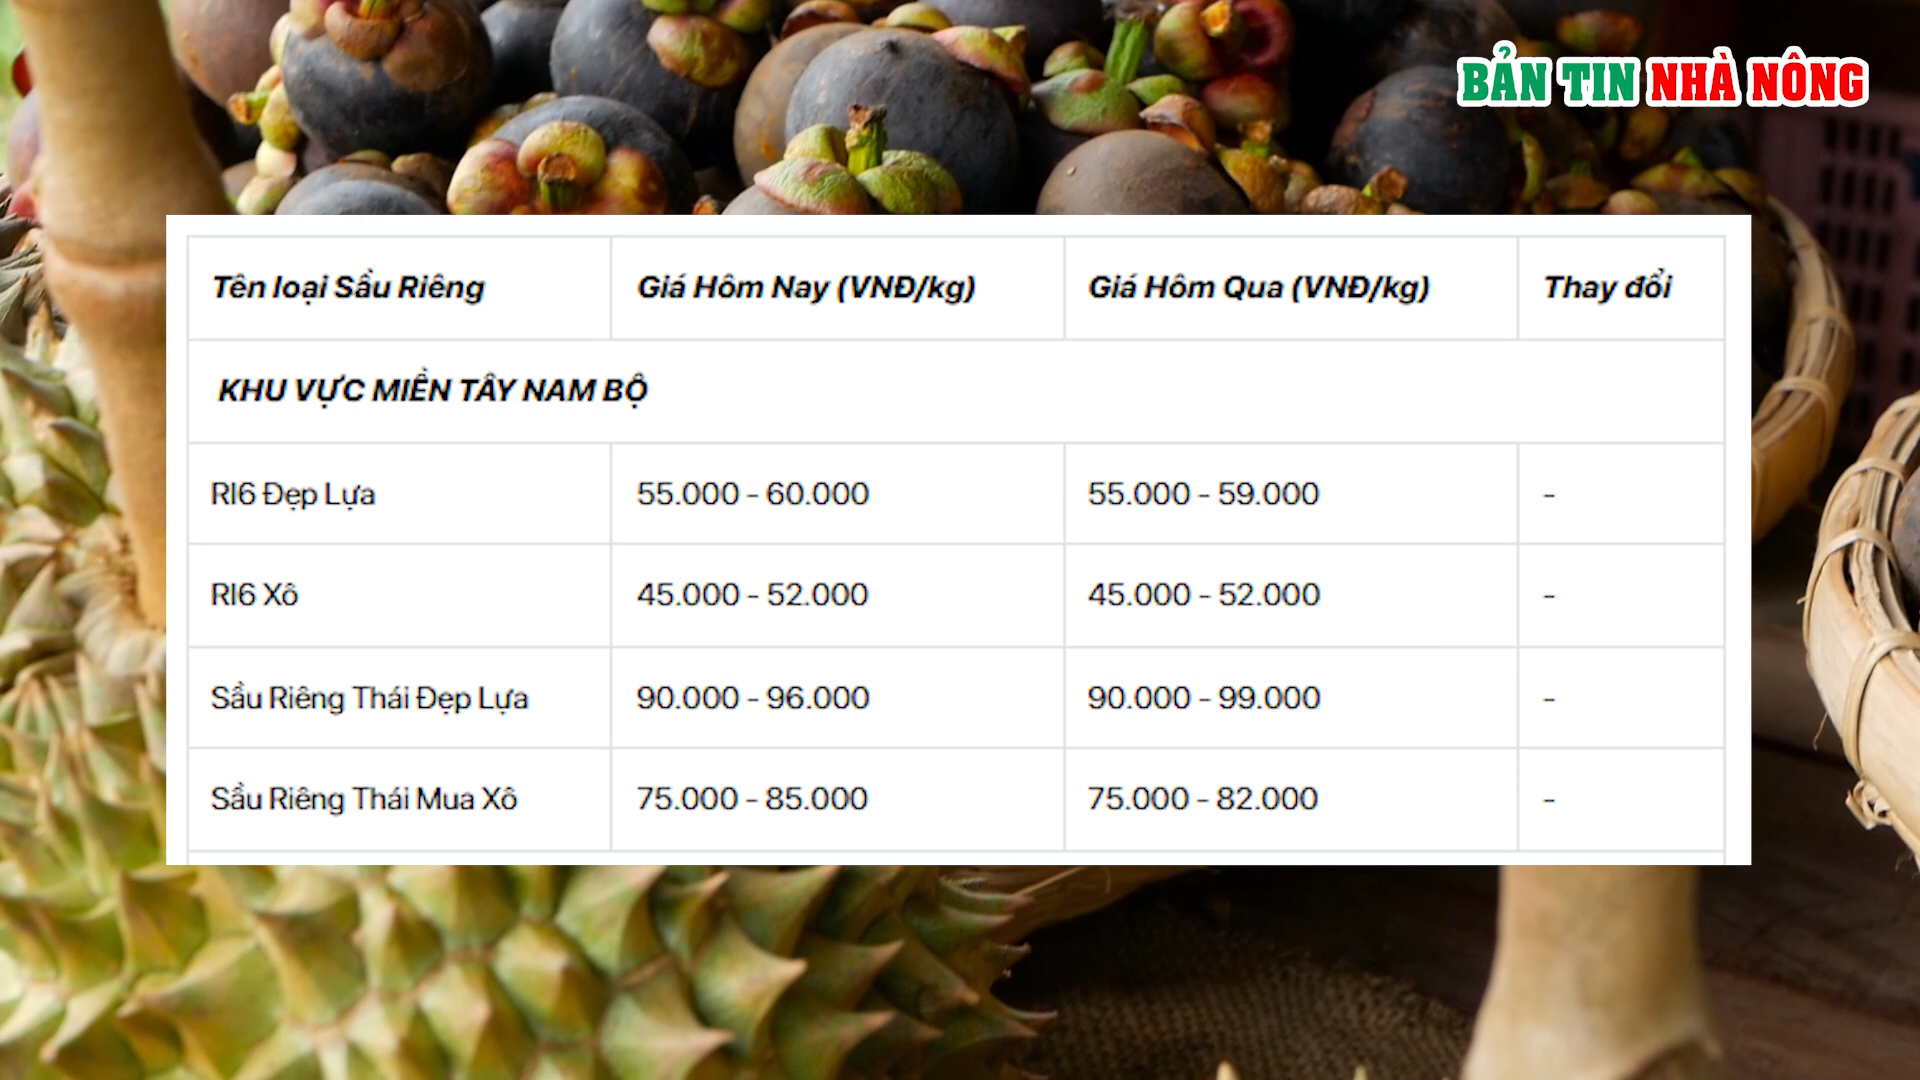 BẢN TIN NHÀ NÔNG
Tên loại Sầu Riêng Giá Hôm Nay (VNĐ/kg) Giá Hôm Qua (VNĐ/kg) Thay đổi
KHU VỰC MIỀN TÂY NAM BỘ
RI6 Đẹp Lựa 55.000 - 60.000 55.000 - 59.000 -
RI6 Xô 45.000 - 52.000 45.000 - 52.000 -
Sầu Riêng Thái Đẹp Lựa 90.000 - 96.000 90.000 - 99.000 -
Sầu Riêng Thái Mua Xô 75.000 - 85.000 75.000 - 82.000 -